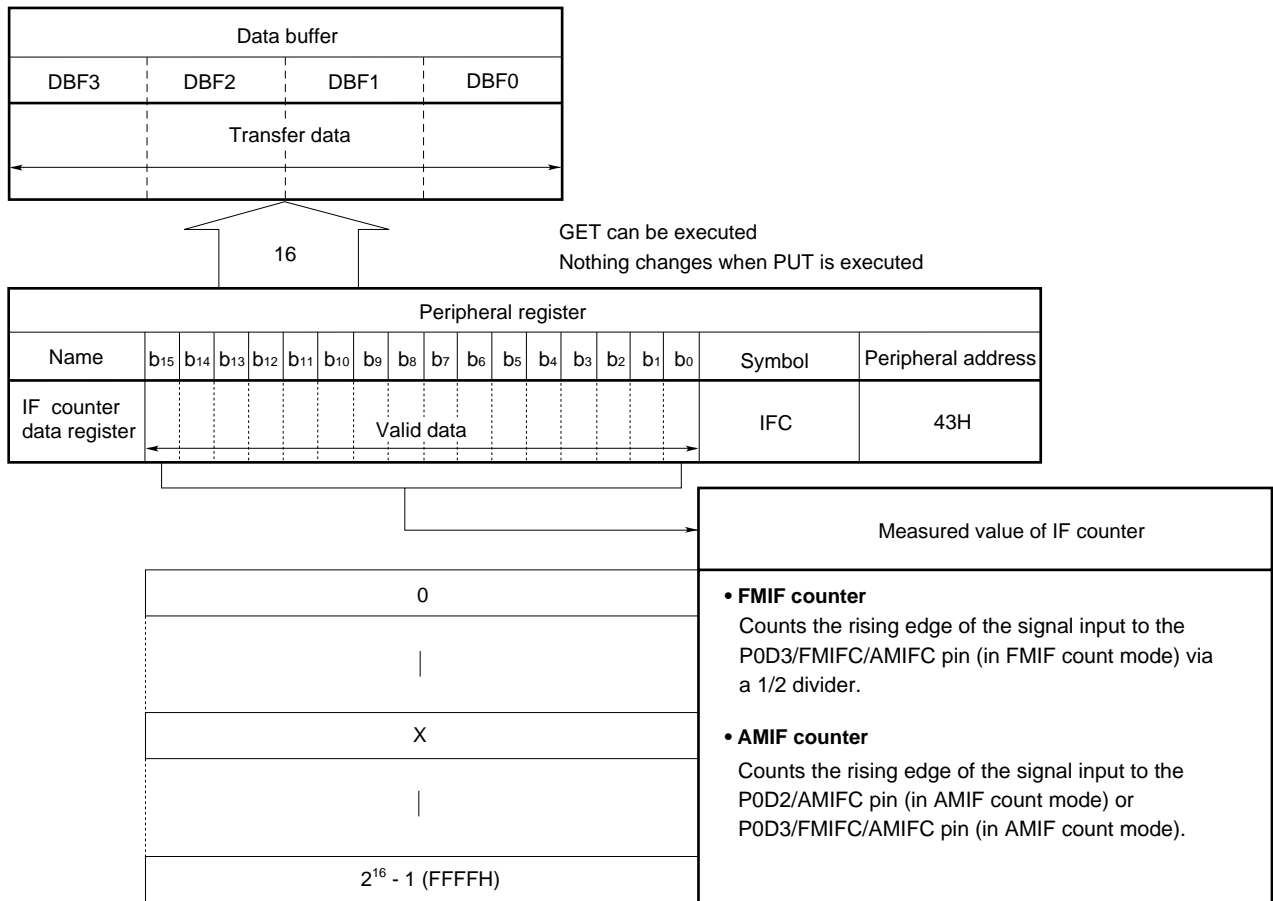 Data buffer
DBF3 DBF2 DBF1 DBF0
Transfer data
16
GET can be executed
Nothing changes when PUT is executed
Peripheral register
Name b15 b14 b13 b12 b11 b10 b9 b8 b7 b6 b5 b4 b3 b2 b1 b0 Symbol Peripheral address
IF counter
data register
Valid data
IFC
43H
Measured value of IF counter
0
X
2^16 - 1 (FFFFH)
• FMIF counter
Counts the rising edge of the signal input to the
P0D3/FMIFC/AMIFC pin (in FMIF count mode) via
a 1/2 divider.
• AMIF counter
Counts the rising edge of the signal input to the
P0D2/AMIFC pin (in AMIF count mode) or
P0D3/FMIFC/AMIFC pin (in AMIF count mode).